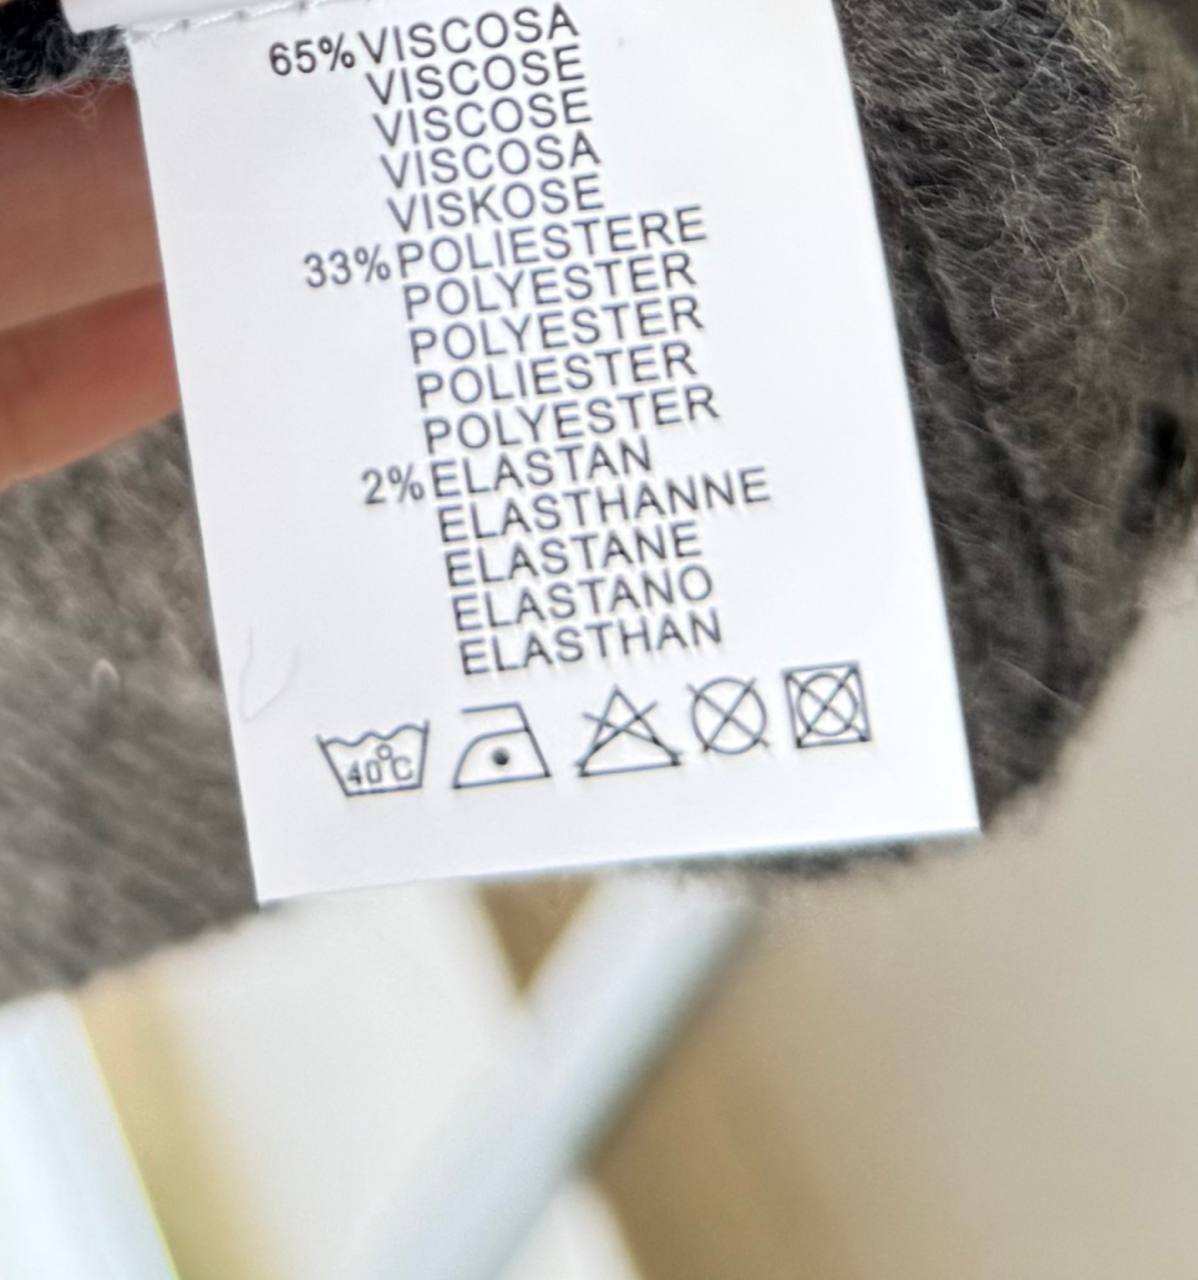 65% VISCOSA
VISCOSE
VISCOSE
VISCOSA
VISKOSE
33% POLIESTERE
POLYESTER
POLYESTER
POLIESTER
POLYESTER
2% ELASTAN
ELASTHANNE
ELASTANE
ELASTANO
ELASTHAN
40°C